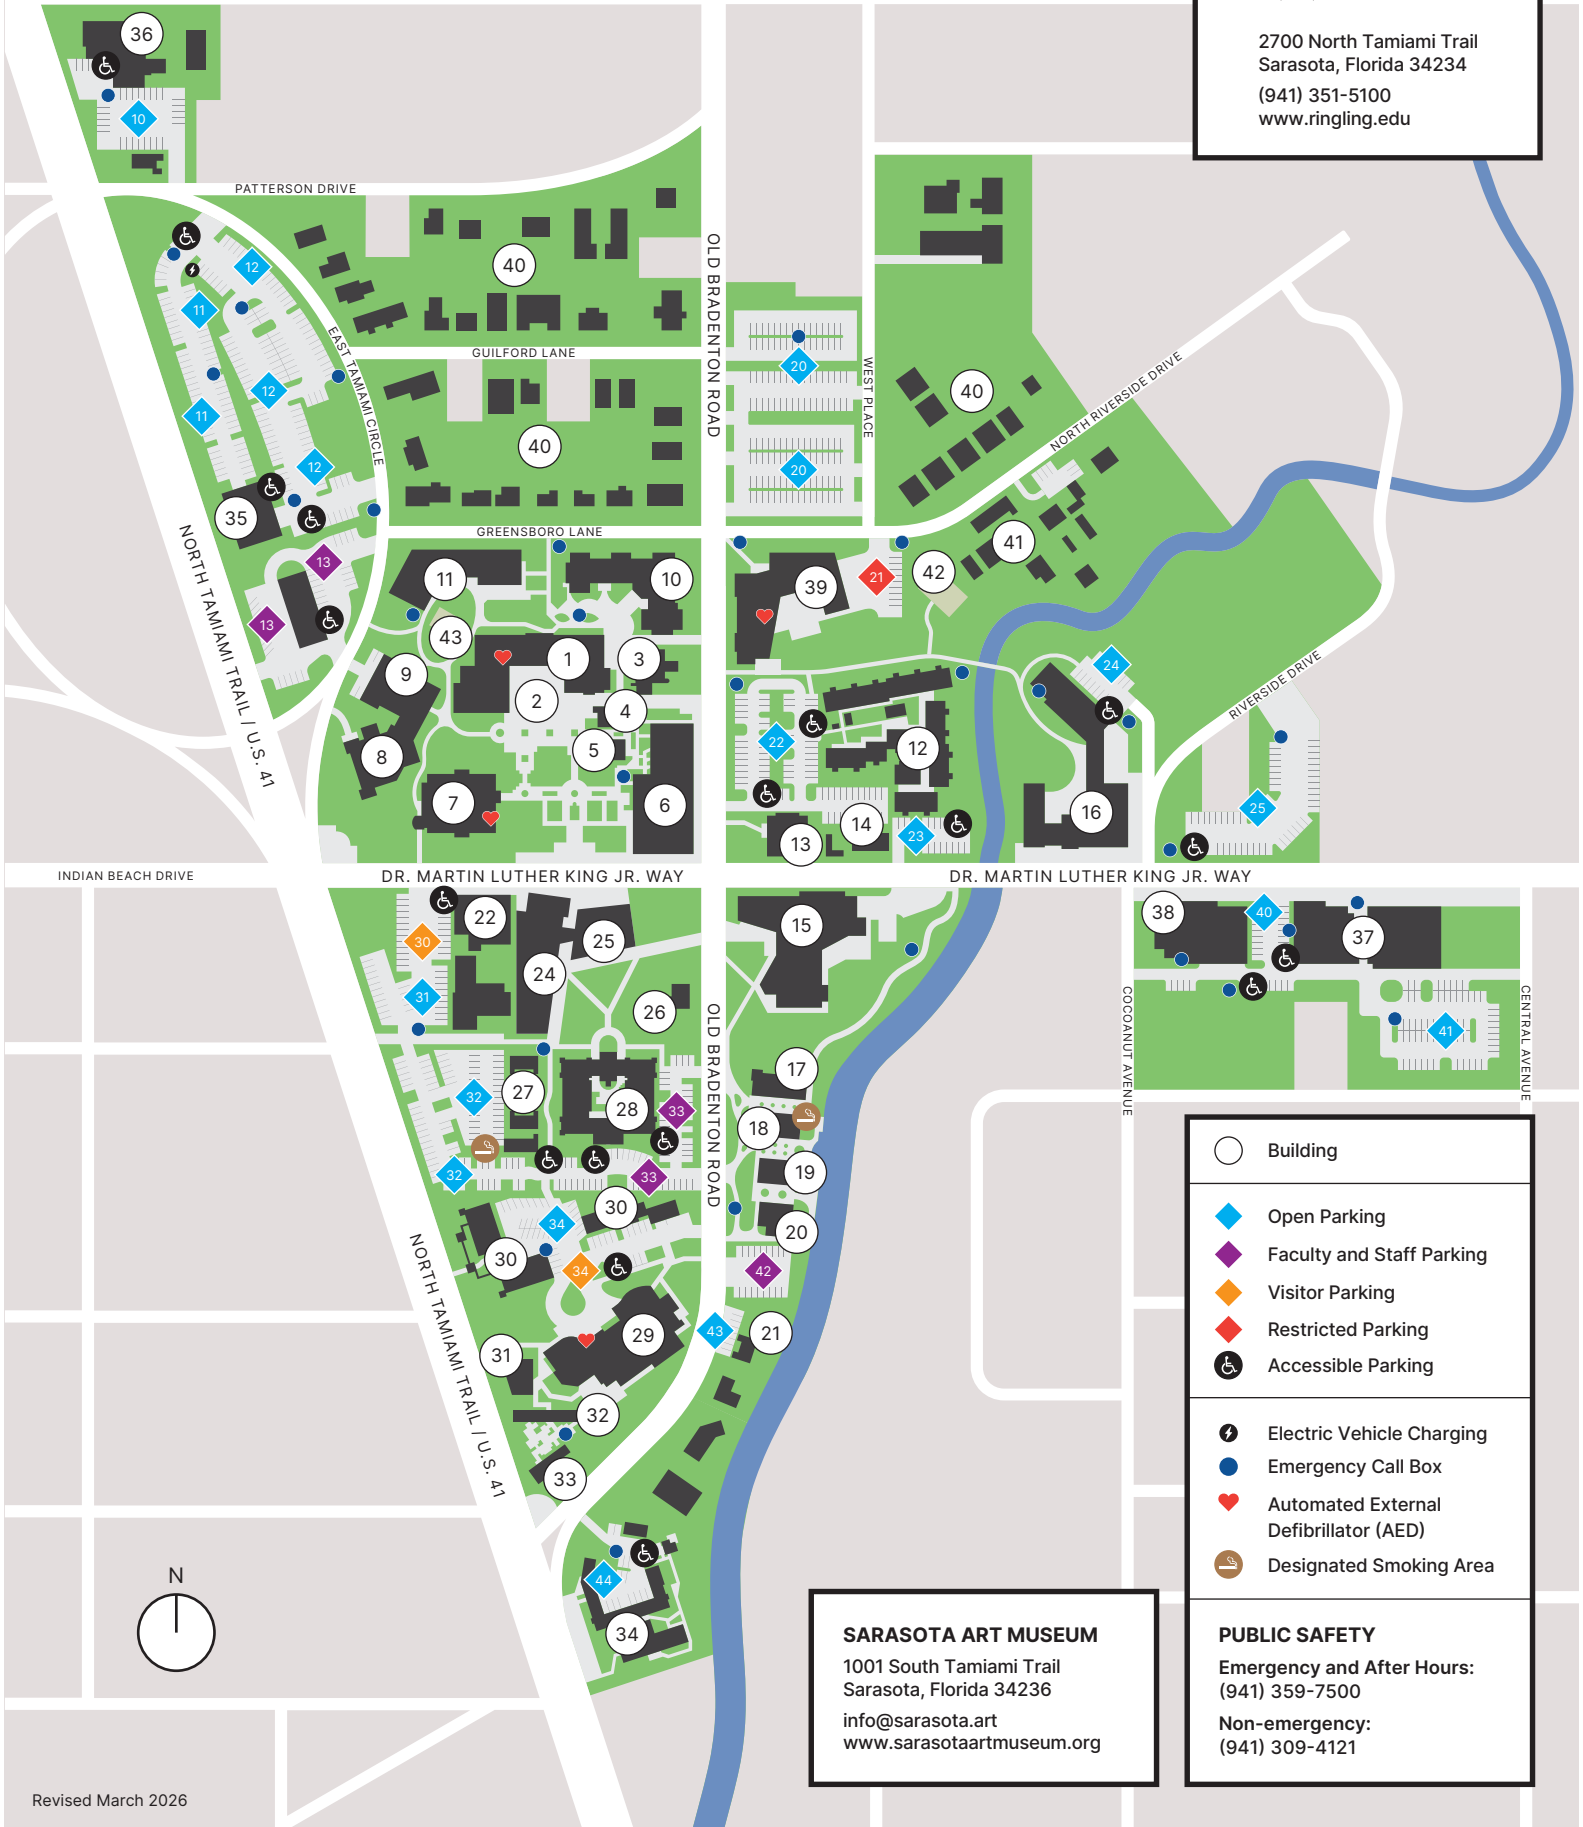 2700 North Tamiami Trail
Sarasota, Florida 34234
(941) 351-5100
www.ringling.edu
36
10
PATTERSON DRIVE
12
11
40
OLD BRADENTON ROAD
EAST TAMIAMI CIRCLE
GUILFORD LANE
20
WEST PLACE
40
NORTH RIVERSIDE DRIVE
12
11
40
12
20
35
NORTH TAMIAMI TRAIL / U.S. 41
GREENSBORO LANE
13
13
11
10
39
21
42
41
43
9
1
3
2
4
5
8
7
6
22
12
24
RIVERSIDE DRIVE
13
14
23
16
25
INDIAN BEACH DRIVE
DR. MARTIN LUTHER KING JR. WAY
DR. MARTIN LUTHER KING JR. WAY
22
30
25
24
31
15
38
40
37
26
OLD BRADENTON ROAD
COCOANUT AVENUE
41
CENTRAL AVENUE
32
27
28
33
17
18
32
33
19
30
34
20
30
34
42
NORTH TAMIAMI TRAIL / U.S. 41
29
43
21
31
32
33
44
34
N
Building
Open Parking
Faculty and Staff Parking
Visitor Parking
Restricted Parking
Accessible Parking
Electric Vehicle Charging
Emergency Call Box
Automated External
Defibrillator (AED)
Designated Smoking Area
PUBLIC SAFETY
Emergency and After Hours:
(941) 359-7500
Non-emergency:
(941) 309-4121
SARASOTA ART MUSEUM
1001 South Tamiami Trail
Sarasota, Florida 34236
info@sarasota.art
www.sarasotaartmuseum.org
Revised March 2026